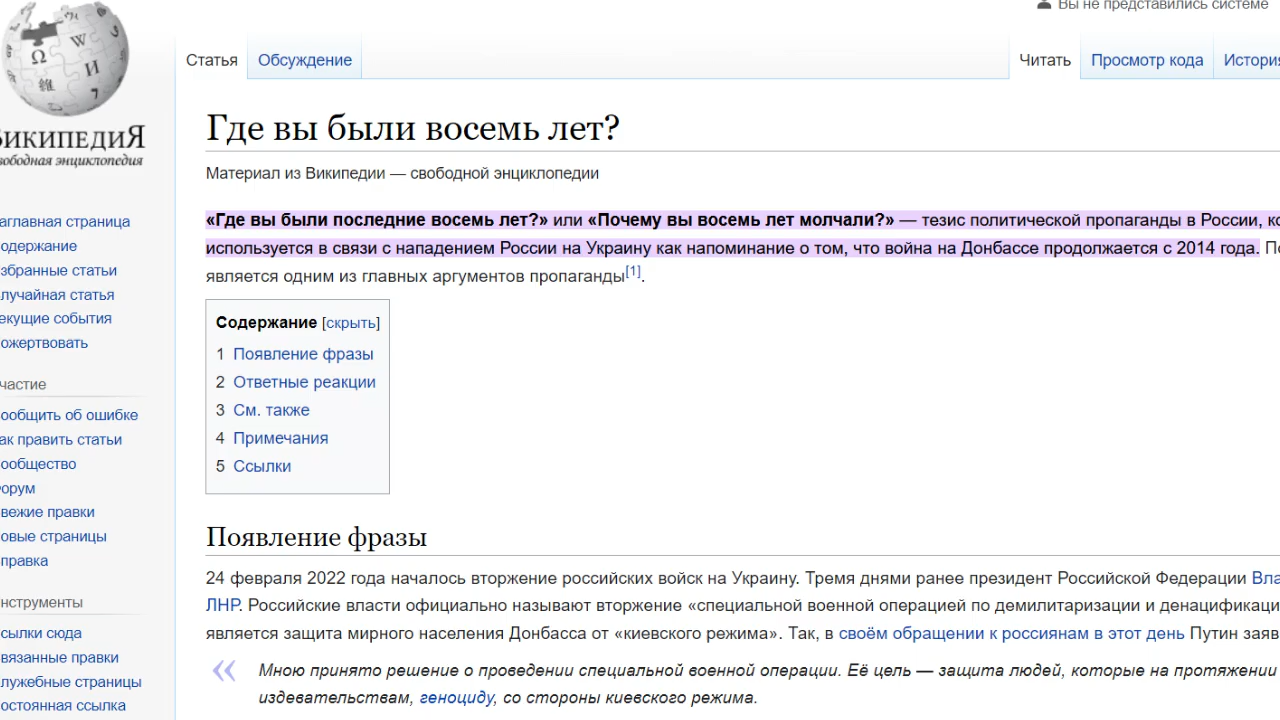 Вы не представились системе
ВИКИПЕДИЯ
свободная энциклопедия
Статья Обсуждение Читать Просмотр кода История
Где вы были восемь лет?
Материал из Википедии — свободной энциклопедии
«Где вы были последние восемь лет?» или «Почему вы восемь лет молчали?» — тезис политической пропаганды в России, ко
используется в связи с нападением России на Украину как напоминание о том, что война на Донбассе продолжается с 2014 года. По
является одним из главных аргументов пропаганды[1].
Содержание [скрыть]
1 Появление фразы
2 Ответные реакции
3 См. также
4 Примечания
5 Ссылки
Появление фразы
24 февраля 2022 года началось вторжение российских войск на Украину. Тремя днями ранее президент Российской Федерации Вла
ЛНР. Российские власти официально называют вторжение «специальной военной операцией по демилитаризации и денацификаци
является защита мирного населения Донбасса от «киевского режима». Так, в своём обращении к россиянам в этот день Путин заяв
« Мною принято решение о проведении специальной военной операции. Её цель — защита людей, которые на протяжении
издевательствам, геноциду, со стороны киевского режима.
аглавная страница
одержание
збранные статьи
лучайная статья
екущие события
ожертвовать
частие
ообщить об ошибке
ак править статьи
ообщество
орум
вежие правки
овые страницы
правка
нструменты
сылки сюда
вязанные правки
лужебные страницы
остоянная ссылка